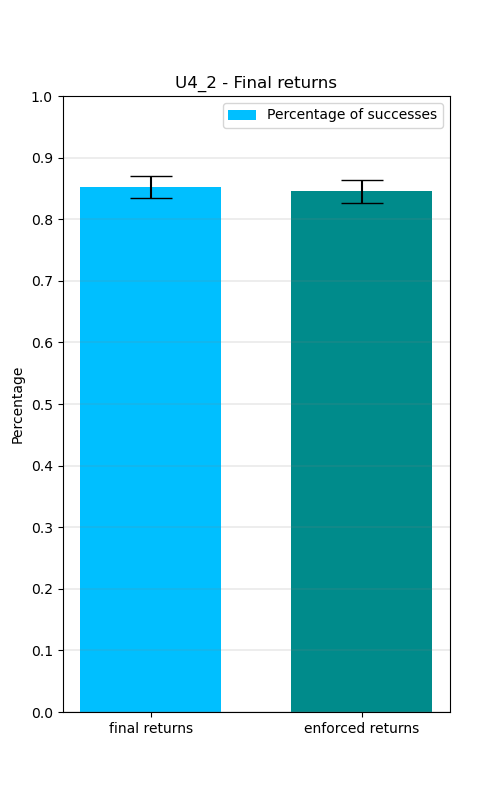 U4_2 - Final returns
Percentage of successes
1.0
0.9
0.8
0.7
0.6
0.5
0.4
0.3
0.2
0.1
0.0
Percentage
final returns
enforced returns